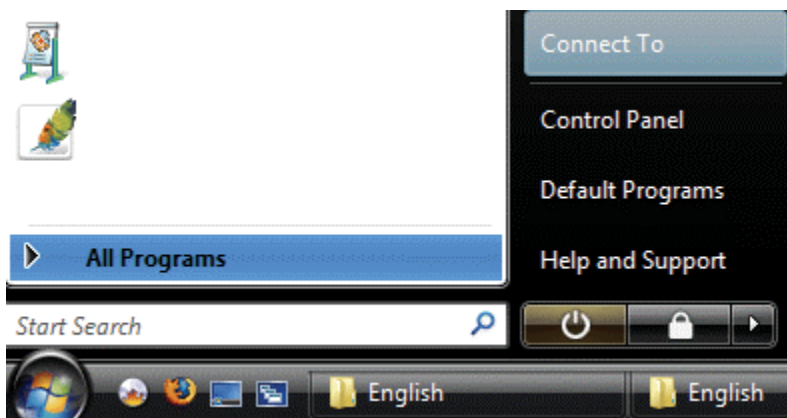 Connect To
Control Panel
Default Programs
Help and Support
All Programs
Start Search
English
English